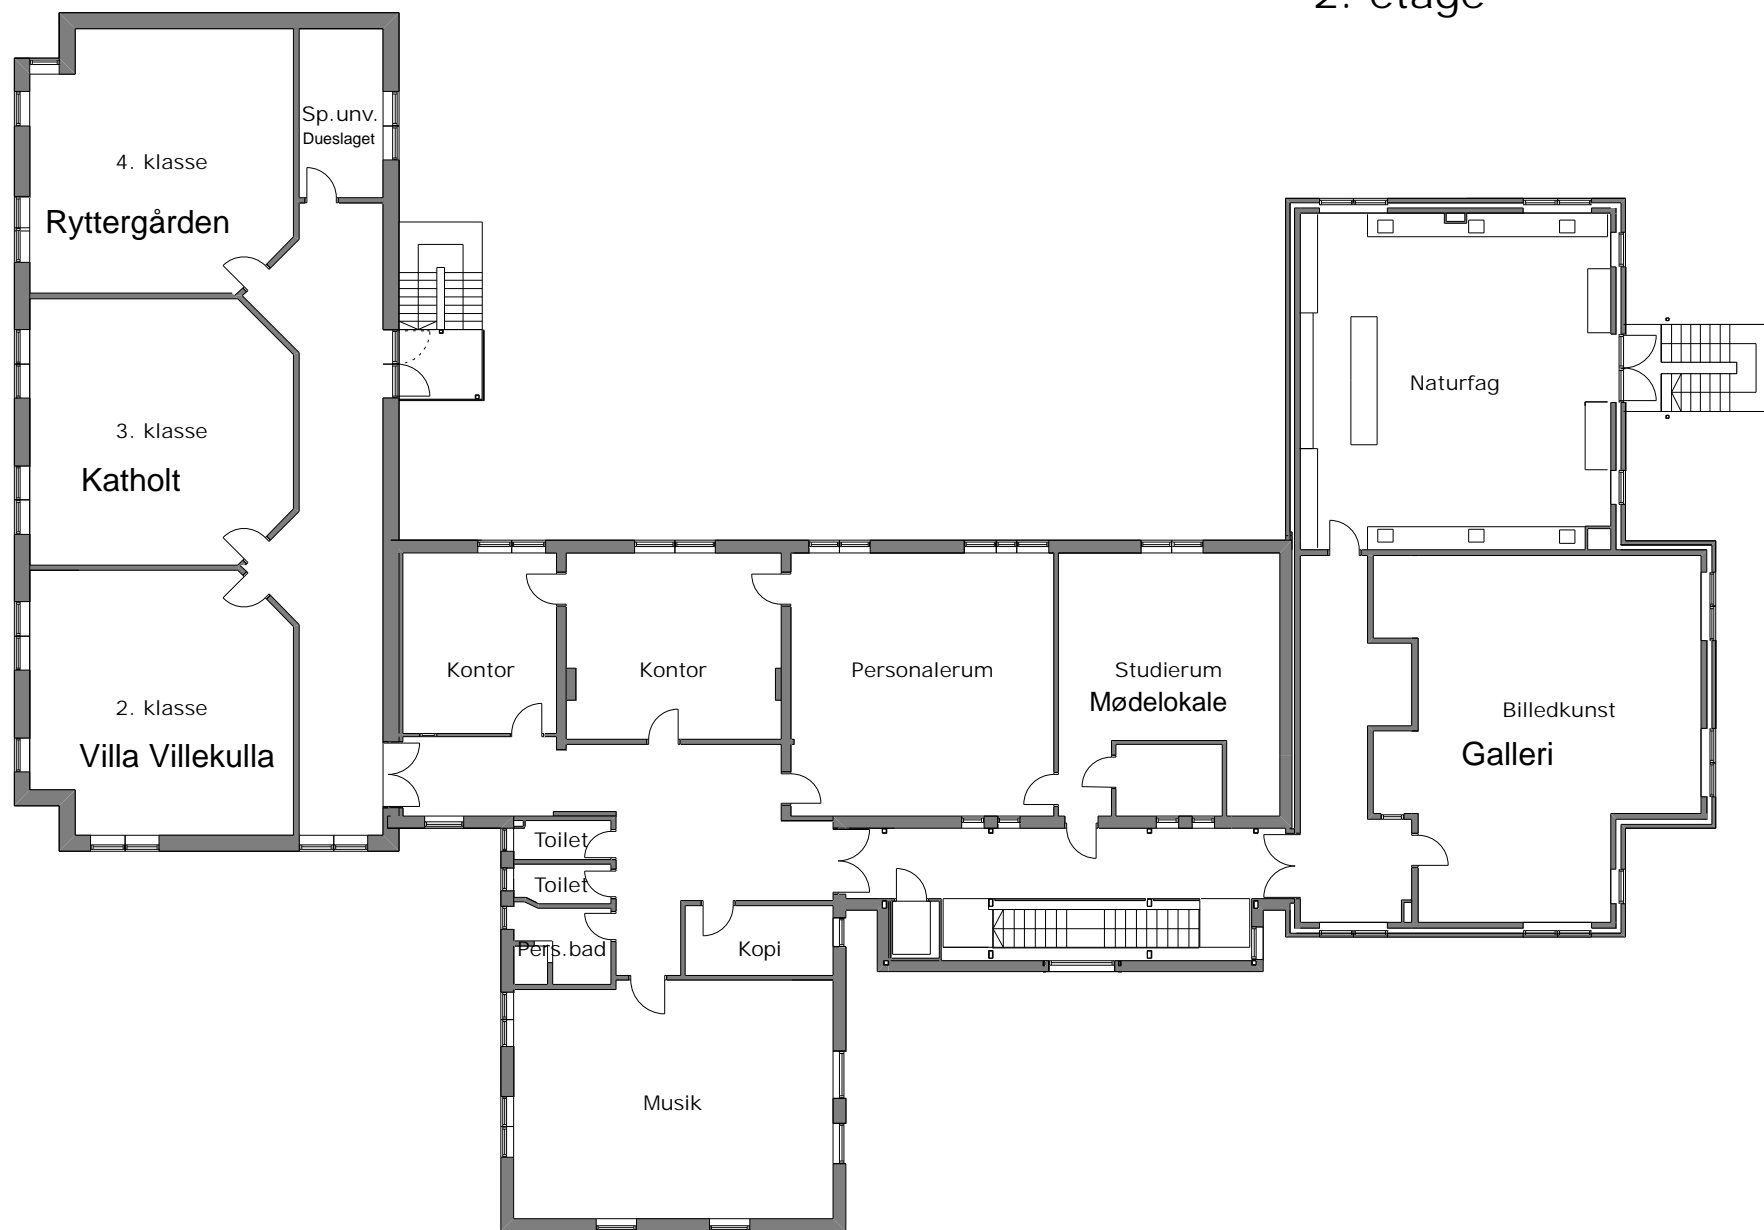 2. etage
Sp.unv.
Dueslaget
4. klasse
Ryttergården
3. klasse
Katholt
2. klasse
Villa Villekulla
Kontor
Kontor
Personalerum
Studierum
Mødelokale
Naturfag
Billedkunst
Galleri
Toilet
Toilet
Pers.bad
Kopi
Musik